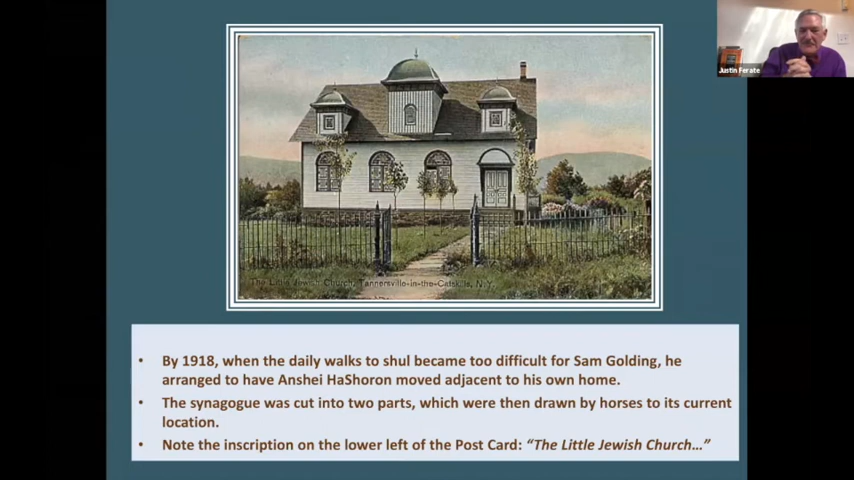 Justin Ferate
The Little Jewish Church, Tannersville-in-the-Catskills, N.Y.
• By 1918, when the daily walks to shul became too difficult for Sam Golding, he
arranged to have Anshei HaShoron moved adjacent to his own home.
• The synagogue was cut into two parts, which were then drawn by horses to its current
location.
• Note the inscription on the lower left of the Post Card: “The Little Jewish Church…”